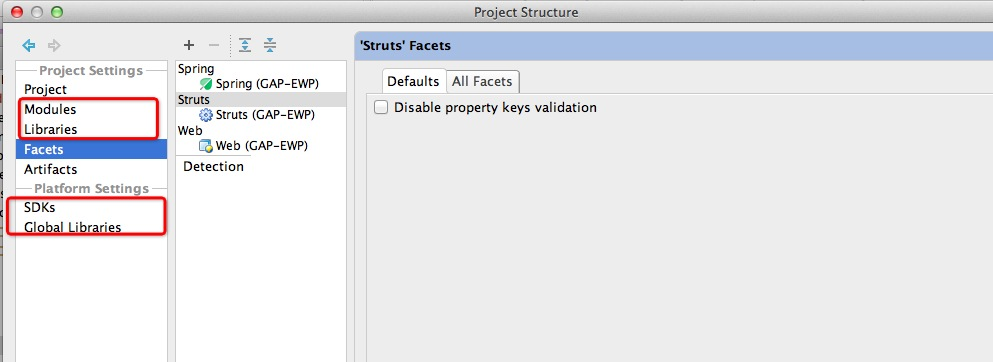 Project Structure
Project Settings
Project
Modules
Libraries
Facets
Artifacts
Platform Settings
SDKs
Global Libraries
Spring
Spring (GAP-EWP)
Struts
Struts (GAP-EWP)
Web
Web (GAP-EWP)
Detection
'Struts' Facets
Defaults
All Facets
Disable property keys validation